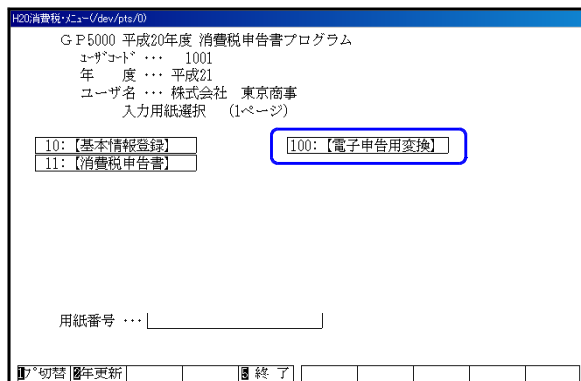 H20消費税･メニュー(/dev/pts/0)
ＧＰ5000 平成20年度 消費税申告書プログラム
ﾕｰｻﾞｺｰﾄﾞ ･･･ 1001
年　　度 ･･･ 平成21
ユーザ名 ･･･ 株式会社　東京商事
入力用紙選択　(1ページ)
10:【基本情報登録】
100:【電子申告用変換】
11:【消費税申告書】
用紙番号 ･･･
1ﾌﾟ切替 2年更新 5 終 了